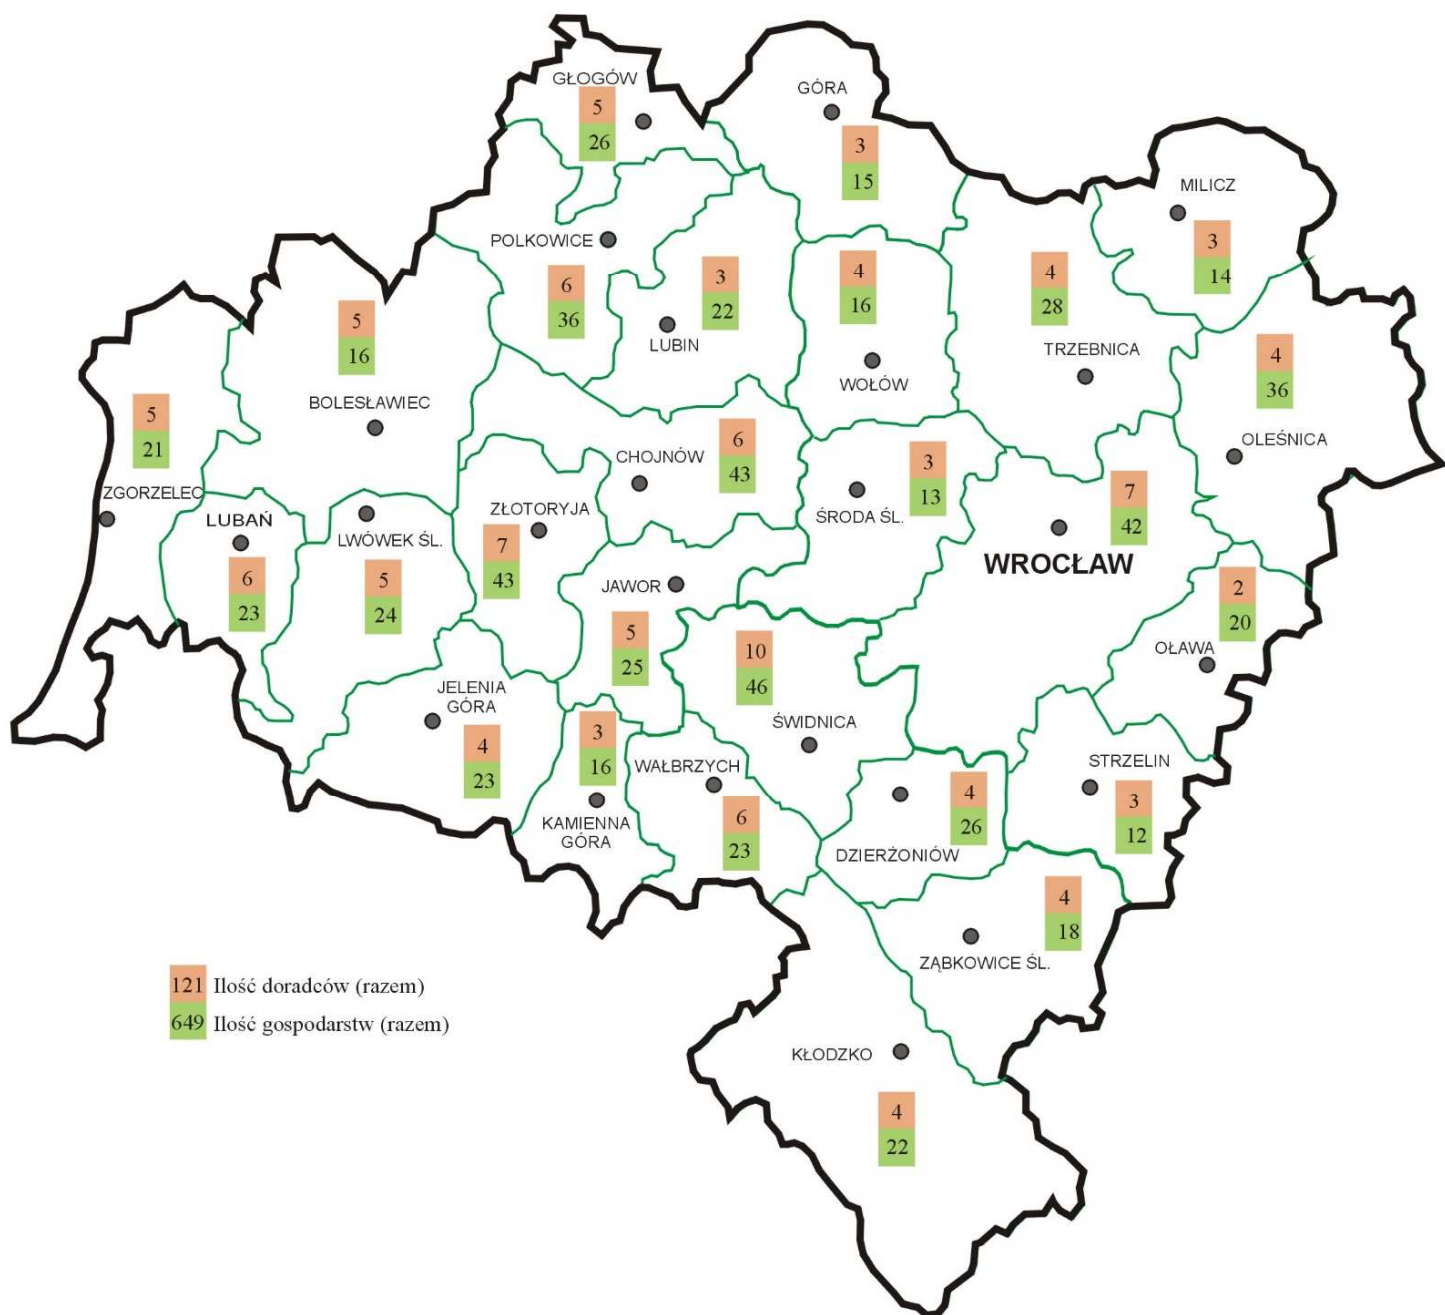 GŁOGÓW
5
26
GÓRA
3
15
MILICZ
3
14
POLKOWICE
6
36
3
22
LUBIN
4
16
WOŁÓW
4
28
TRZEBNICA
5
16
BOLESŁAWIEC
4
36
OLEŚNICA
5
21
ZGORZELEC
CHOJNÓW
6
43
3
13
ŚRODA ŚL.
7
42
WROCŁAW
LUBAŃ
6
23
LWÓWEK ŚL.
5
24
ZŁOTORYJA
7
43
JAWOR
5
25
2
20
OŁAWA
10
46
ŚWIDNICA
JELENIA
GÓRA
4
23
3
16
KAMIENNA
GÓRA
WAŁBRZYCH
6
23
4
26
DZIERŻONIÓW
STRZELIN
3
12
4
18
ZĄBKOWICE ŚL.
KŁODZKO
4
22
121 Ilość doradców (razem)
649 Ilość gospodarstw (razem)